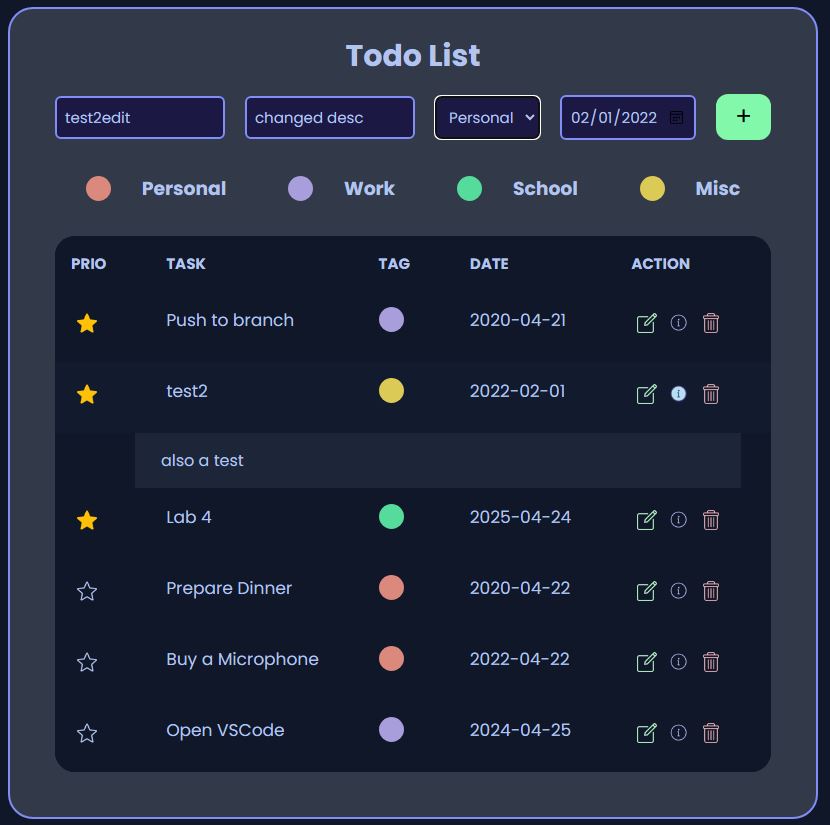 Todo List
test2edit changed desc Personal 02/01/2022 +
Personal Work School Misc
PRIO TASK TAG DATE ACTION
Push to branch 2020-04-21
test2 2022-02-01
also a test
Lab 4 2025-04-24
Prepare Dinner 2020-04-22
Buy a Microphone 2022-04-22
Open VSCode 2024-04-25